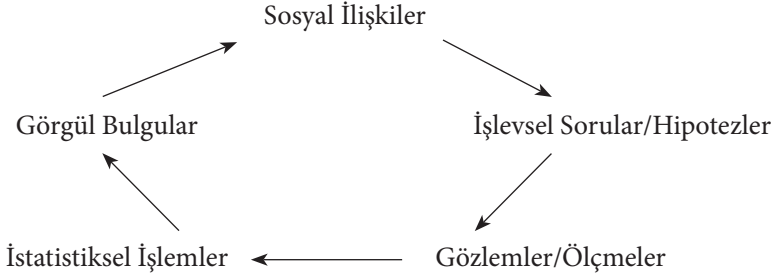 Sosyal İlişkiler
Görgül Bulgular
İşlevsel Sorular/Hipotezler
İstatistiksel İşlemler
Gözlemler/Ölçmeler